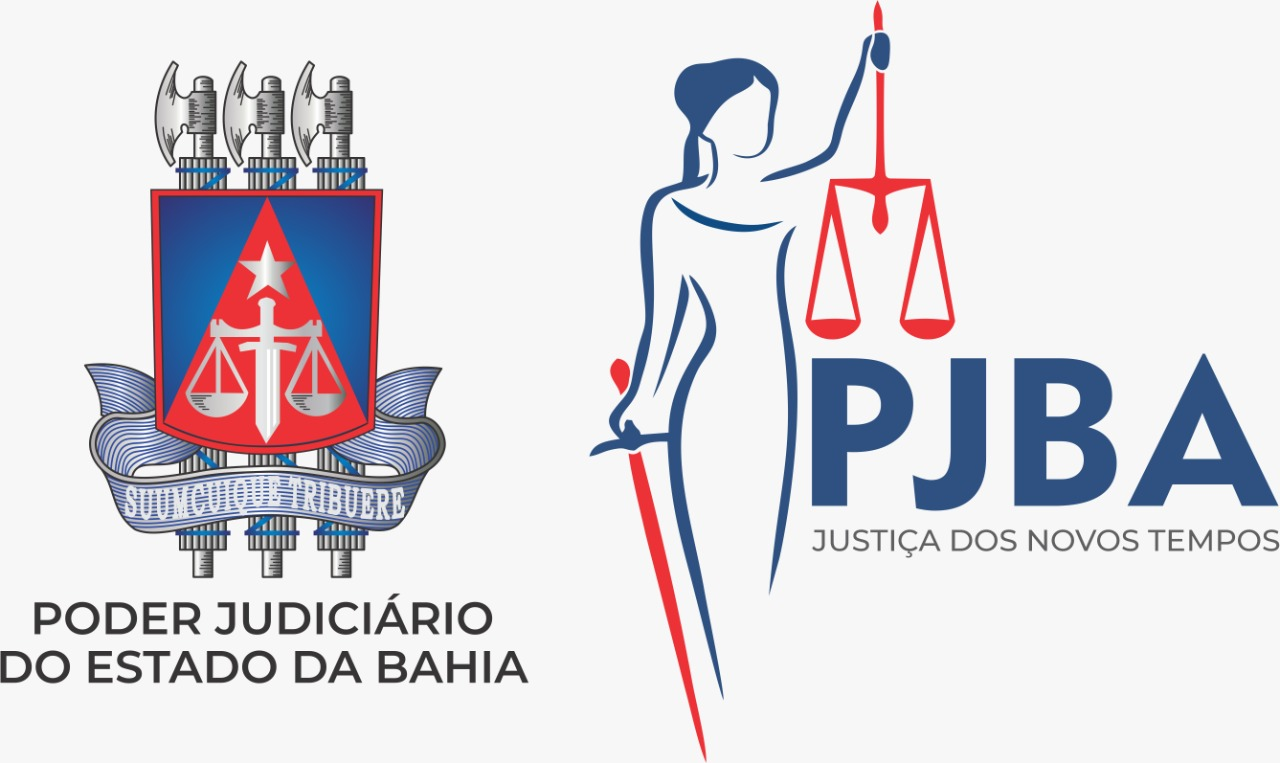 SUUMCUIQUE TRIBUERE
PODER JUDICIÁRIO
DO ESTADO DA BAHIA
PJBA
JUSTIÇA DOS NOVOS TEMPOS